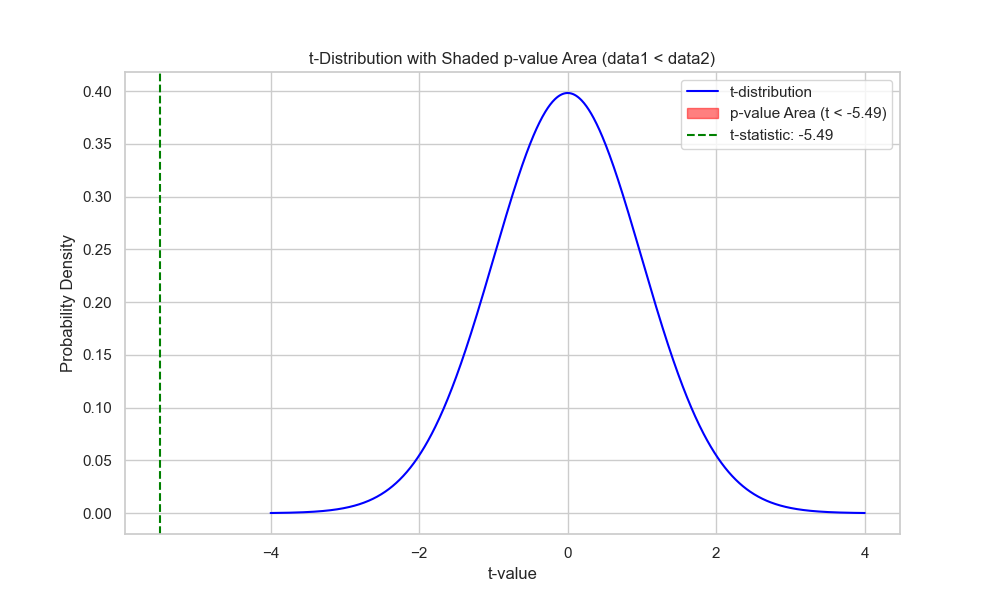 t-Distribution with Shaded p-value Area (data1 < data2)
t-distribution
p-value Area (t < -5.49)
t-statistic: -5.49
Probability Density
0.40
0.35
0.30
0.25
0.20
0.15
0.10
0.05
0.00
−4
−2
0
2
4
t-value